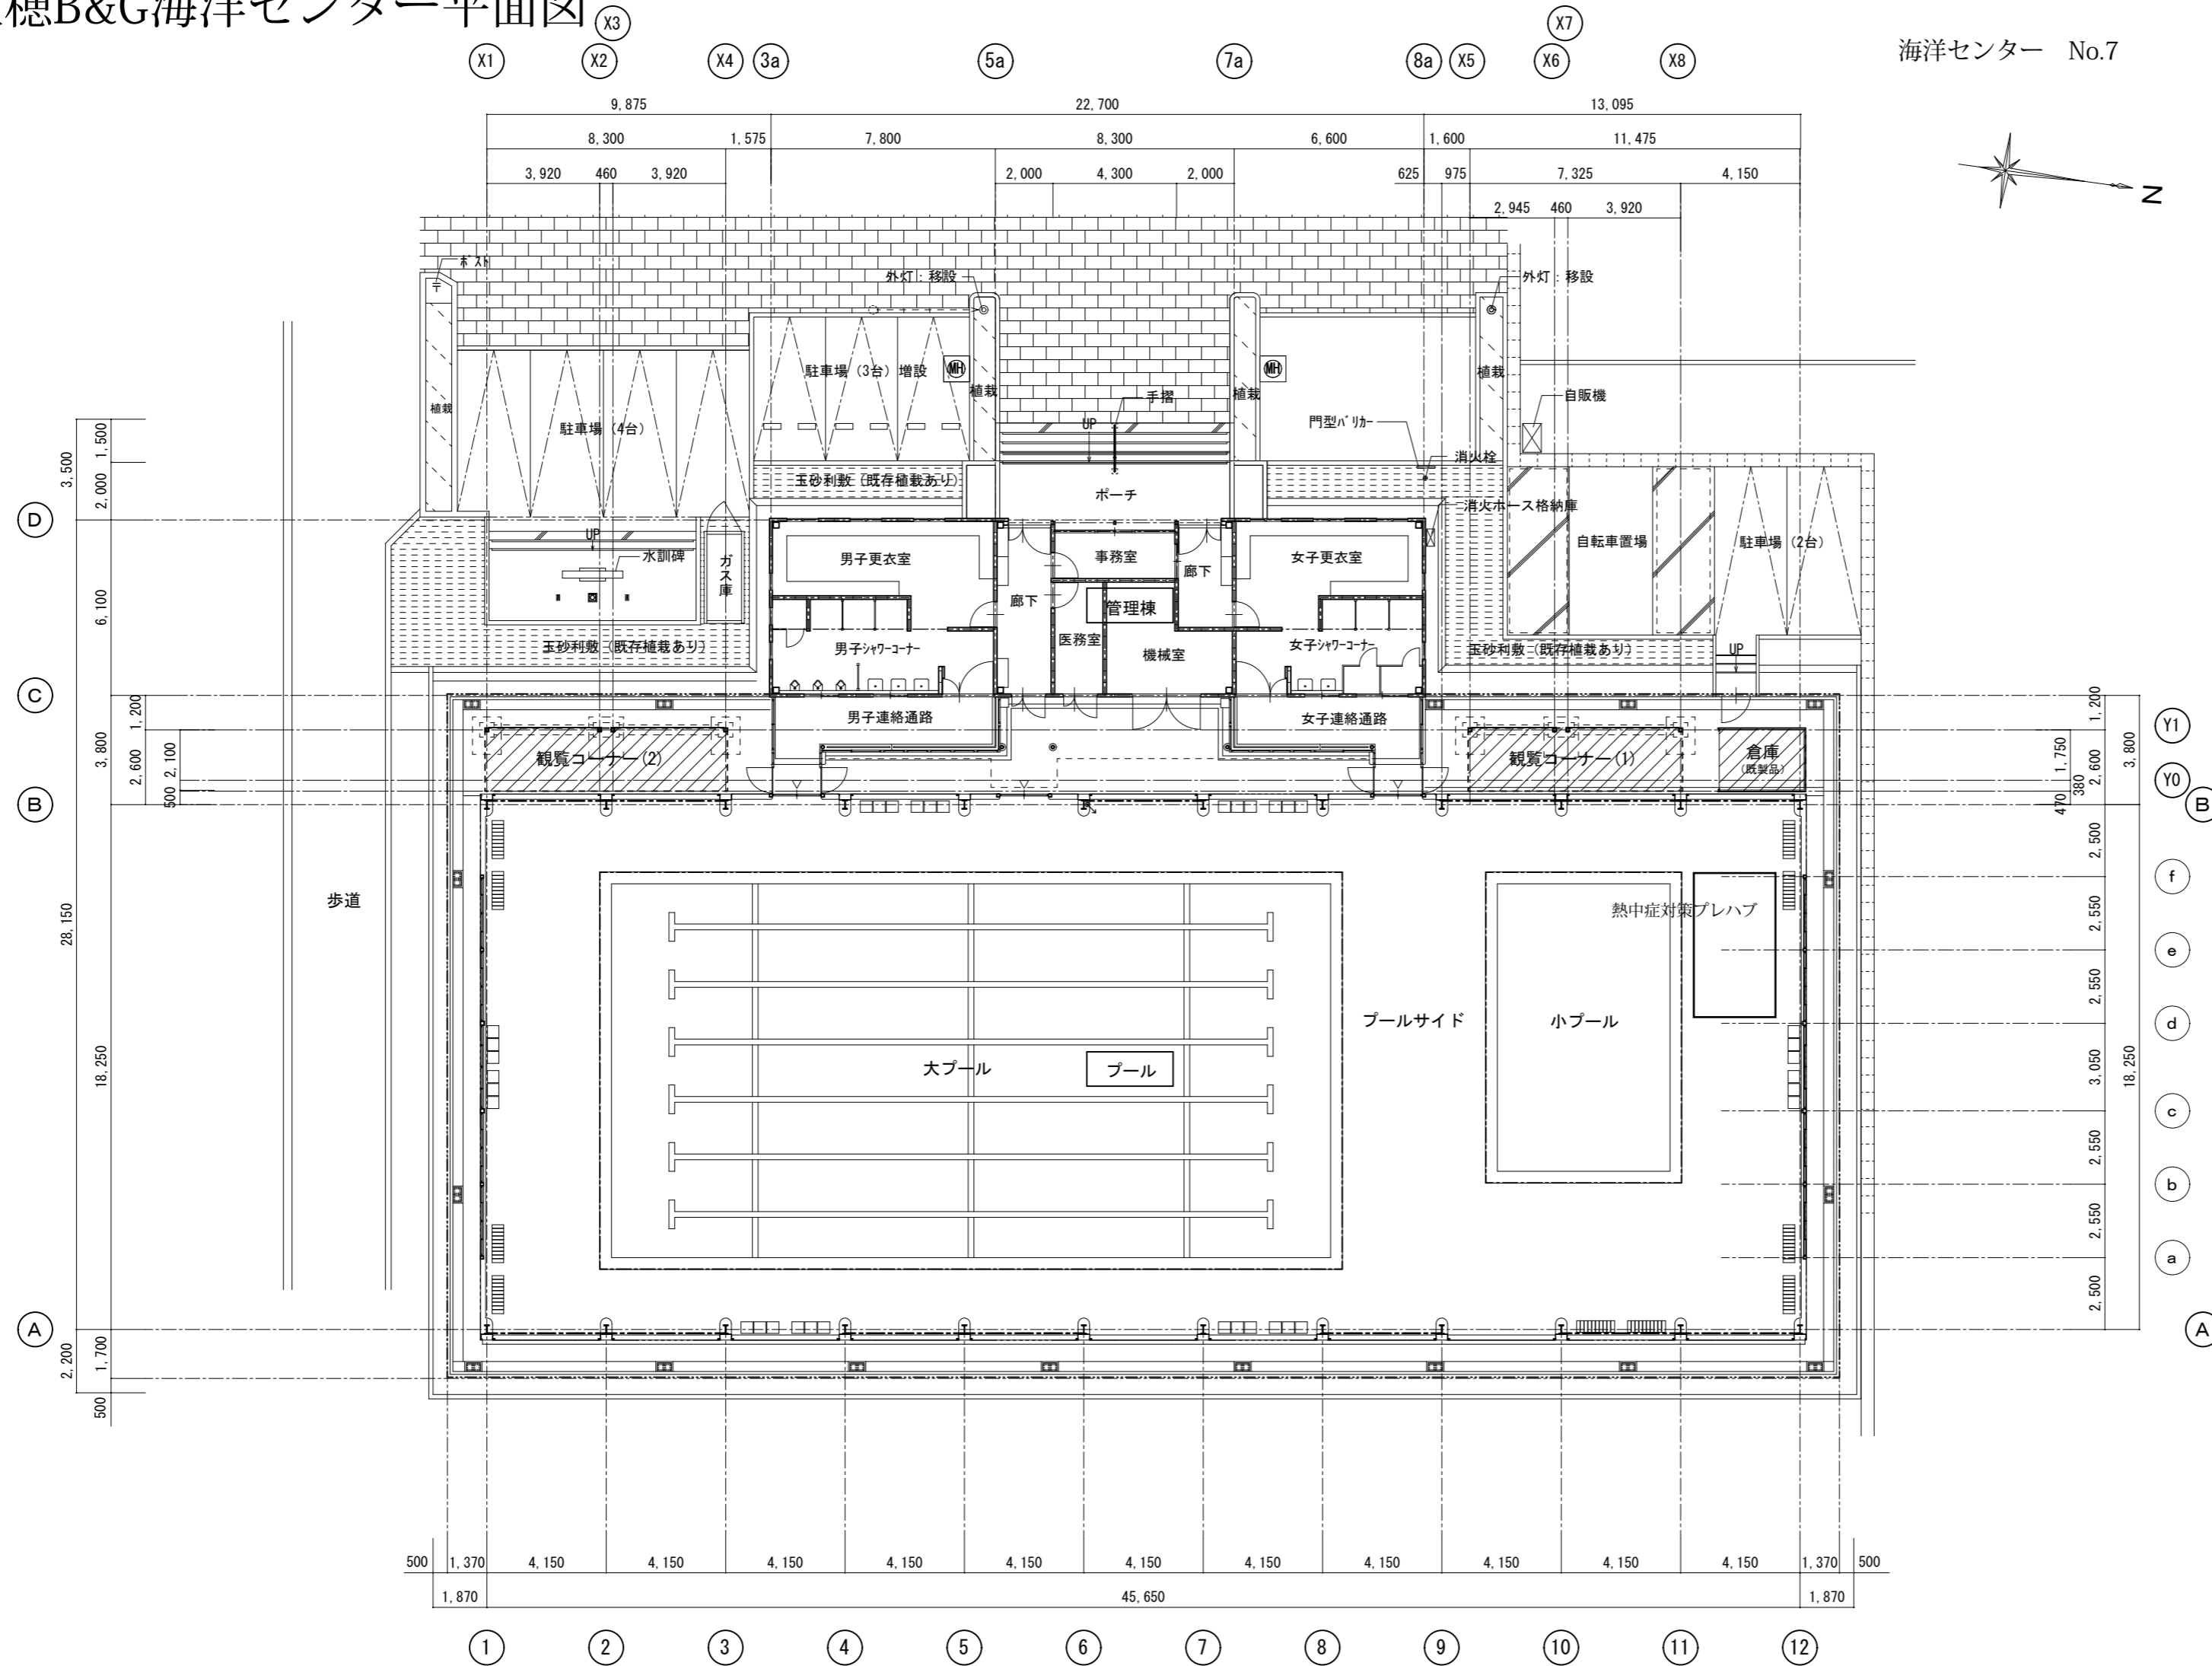 穂B&G海洋センター平面図
海洋センター No.7
X3 X7
X1 X2 X4 3a 5a 7a 8a X5 X6 X8
9,875 22,700 13,095
8,300 1,575 7,800 8,300 6,600 1,600 11,475
3,920 460 3,920 2,000 4,300 2,000 625 975 7,325 4,150
2,945 460 3,920
N
ポスト
〒
外灯:移設
外灯:移設
駐車場(3台)増設
MH
植栽
MH
植栽
植栽
自販機
植栽
駐車場(4台)
手摺
UP
門型バリカー
消火栓
玉砂利敷(既存植栽あり)
ポーチ
消火ホース格納庫
UP
水訓碑
ガス庫
男子更衣室
事務室
廊下
女子更衣室
自転車置場
駐車場(2台)
廊下
管理棟
医務室
機械室
玉砂利敷(既存植栽あり)
男子シャワーコーナー
女子シャワーコーナー
玉砂利敷(既存植栽あり)
UP
男子連絡通路
女子連絡通路
観覧コーナー(2)
観覧コーナー(1)
倉庫
(既製品)
歩道
熱中症対策プレハブ
プールサイド
小プール
大プール
プール
D
C
B
A
3,500
1,500
2,000
6,100
3,800
1,200
2,600
2,100
500
28,150
18,250
2,200
1,700
500
Y1
Y0
B
f
e
d
c
b
a
A
1,200
1,750
2,600
3,800
380
470
2,500
2,550
2,550
3,050
18,250
2,550
2,550
2,500
500 1,370 4,150 4,150 4,150 4,150 4,150 4,150 4,150 4,150 4,150 4,150 4,150 1,370 500
1,870 45,650 1,870
1 2 3 4 5 6 7 8 9 10 11 12